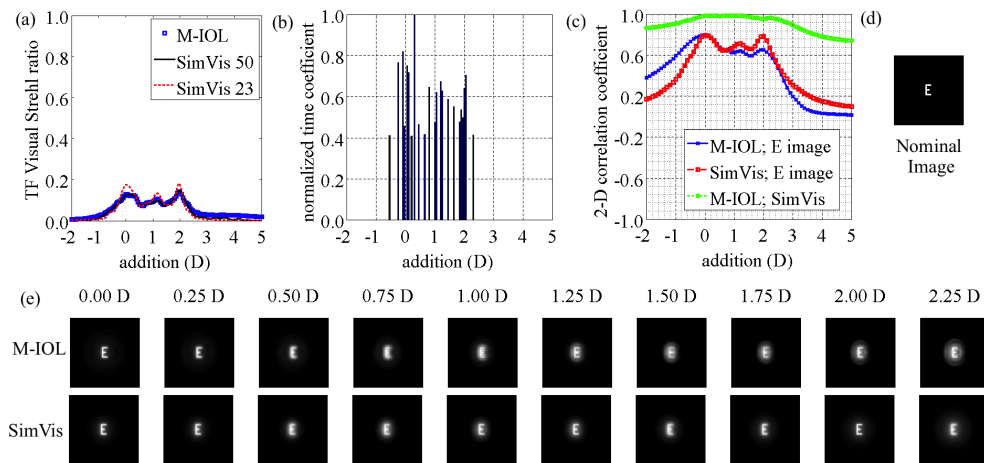 (a)
TF Visual Strehl ratio
1.0
0.8
0.6
0.4
0.2
0.0
-2 -1 0 1 2 3 4 5
addition (D)
M-IOL
SimVis 50
SimVis 23
(b)
normalized time coefficient
1.0
0.8
0.6
0.4
0.2
0.0
-2 -1 0 1 2 3 4 5
addition (D)
(c)
2-D correlation coefficient
1.0
0.6
0.2
-0.2
-0.6
-1.0
-2 -1 0 1 2 3 4 5
addition (D)
M-IOL; E image
SimVis; E image
M-IOL; SimVis
(d)
E
Nominal
Image
(e)
0.00 D 0.25 D 0.50 D 0.75 D 1.00 D 1.25 D 1.50 D 1.75 D 2.00 D 2.25 D
M-IOL
E E E E E E E E E E
SimVis
E E E E E E E E E E